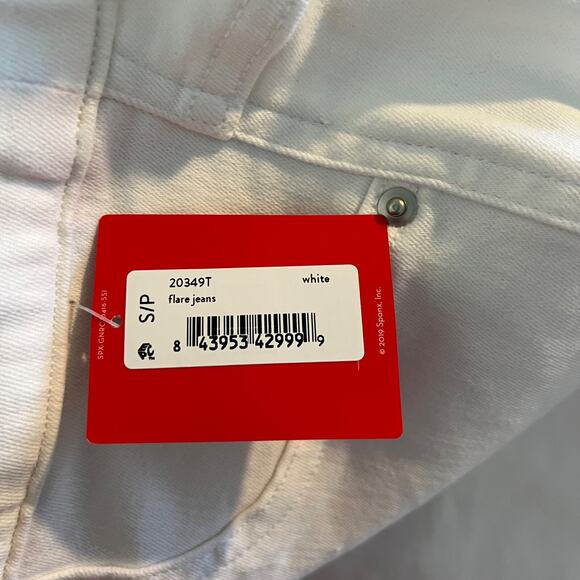 20349T white
flare jeans
S/P
8 43953 42999 9
© 2019 Spanx, Inc.